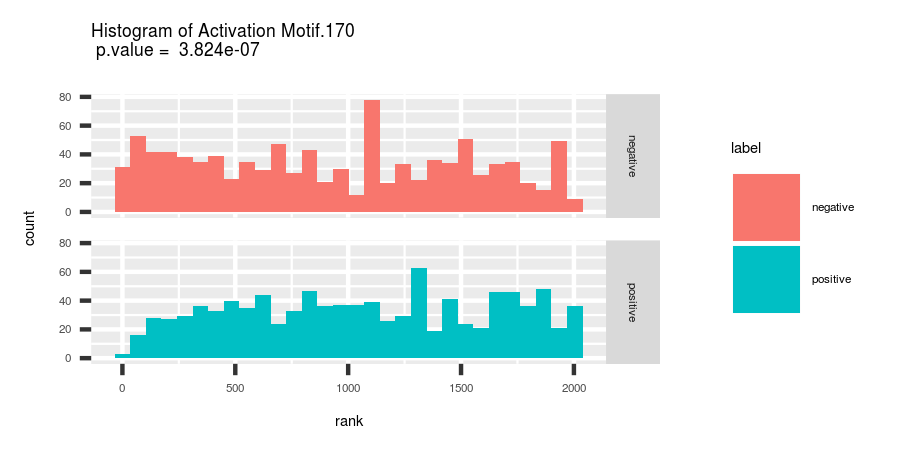 Histogram of Activation Motif.170
p.value = 3.824e-07
80
60
40
20
0
negative
80
60
40
20
0
positive
count
0 500 1000 1500 2000
rank
label
negative
positive